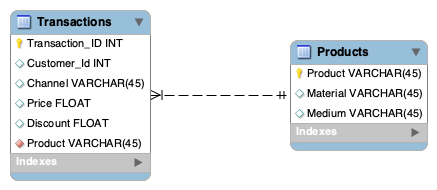 Transactions
Transaction_ID INT
Customer_Id INT
Channel VARCHAR(45)
Price FLOAT
Discount FLOAT
Product VARCHAR(45)
Indexes
Products
Product VARCHAR(45)
Material VARCHAR(45)
Medium VARCHAR(45)
Indexes